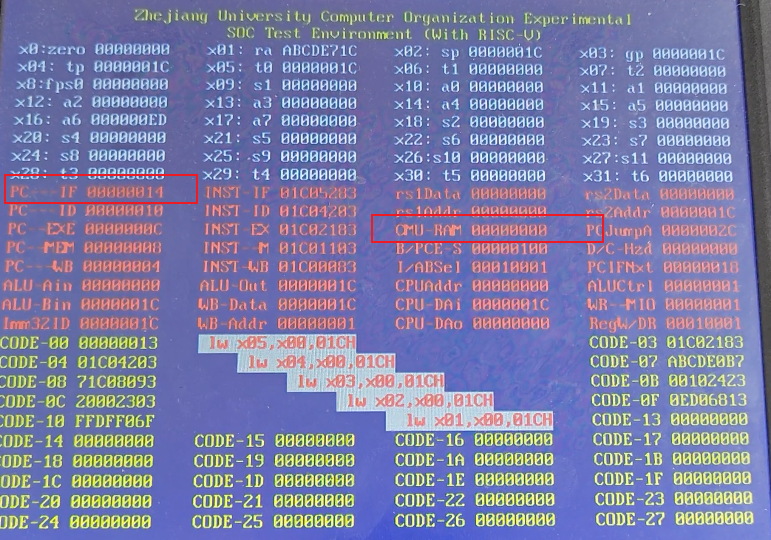 Zhejiang University Computer Organization Experimental
SOC Test Environment (With RISC-V)
x0:zero 00000000 x01: ra ABCDE71C x02: sp 0000001C x03: gp 0000001C
x04: tp 0000001C x05: t0 0000001C x06: t1 00000000 x07: t2 00000000
x8:fps0 00000000 x09: s1 00000000 x10: a0 00000000 x11: a1 00000000
x12: a2 00000000 x13: a3 00000000 x14: a4 00000000 x15: a5 00000000
x16: a6 000000ED x17: a7 00000000 x18: s2 00000000 x19: s3 00000000
x20: s4 00000000 x21: s5 00000000 x22: s6 00000000 x23: s7 00000000
x24: s8 00000000 x25: s9 00000000 x26:s10 00000000 x27:s11 00000000
x28: t3 00000000 x29: t4 00000000 x30: t5 00000000 x31: t6 00000000
PC---IF 00000014 INST-IF 01C05283 rs1Data 00000000 rs2Data 00000000
PC---ID 00000010 INST-ID 01C04203 rs1Addr 00000000 rs2Addr 0000001C
PC--EXE 0000000C INST-EX 01C02183 CMU-RAM 00000000 PCJumpA 0000002C
PC--MEM 00000008 INST--M 01C01103 B/PCE-S 00000100 D/C-Hzd 00000000
PC---WB 00000004 INST-WB 01C00083 I/ABSel 00010001 PCIFNxt 00000018
ALU-Ain 00000000 ALU-Out 0000001C CPUAddr 00000000 ALUCtrl 00000001
ALU-Bin 0000001C WB-Data 0000001C CPU-DAi 0000001C WR--MIO 00000001
Imm32ID 0000001C WB-Addr 00000001 CPU-DAo 00000000 RegW/DR 00010001
CODE-00 00000013 lw x05,x00,01CH CODE-03 01C02183
CODE-04 01C04203 lw x04,x00,01CH CODE-07 ABCDE0B7
CODE-08 71C08093 lw x03,x00,01CH CODE-0B 00102423
CODE-0C 20002303 lw x02,x00,01CH CODE-0F 0ED06813
CODE-10 FFDFF06F lw x01,x00,01CH CODE-13 00000000
CODE-14 00000000 CODE-15 00000000 CODE-16 00000000 CODE-17 00000000
CODE-18 00000000 CODE-19 00000000 CODE-1A 00000000 CODE-1B 00000000
CODE-1C 00000000 CODE-1D 00000000 CODE-1E 00000000 CODE-1F 00000000
CODE-20 00000000 CODE-21 00000000 CODE-22 00000000 CODE-23 00000000
CODE-24 00000000 CODE-25 00000000 CODE-26 00000000 CODE-27 00000000